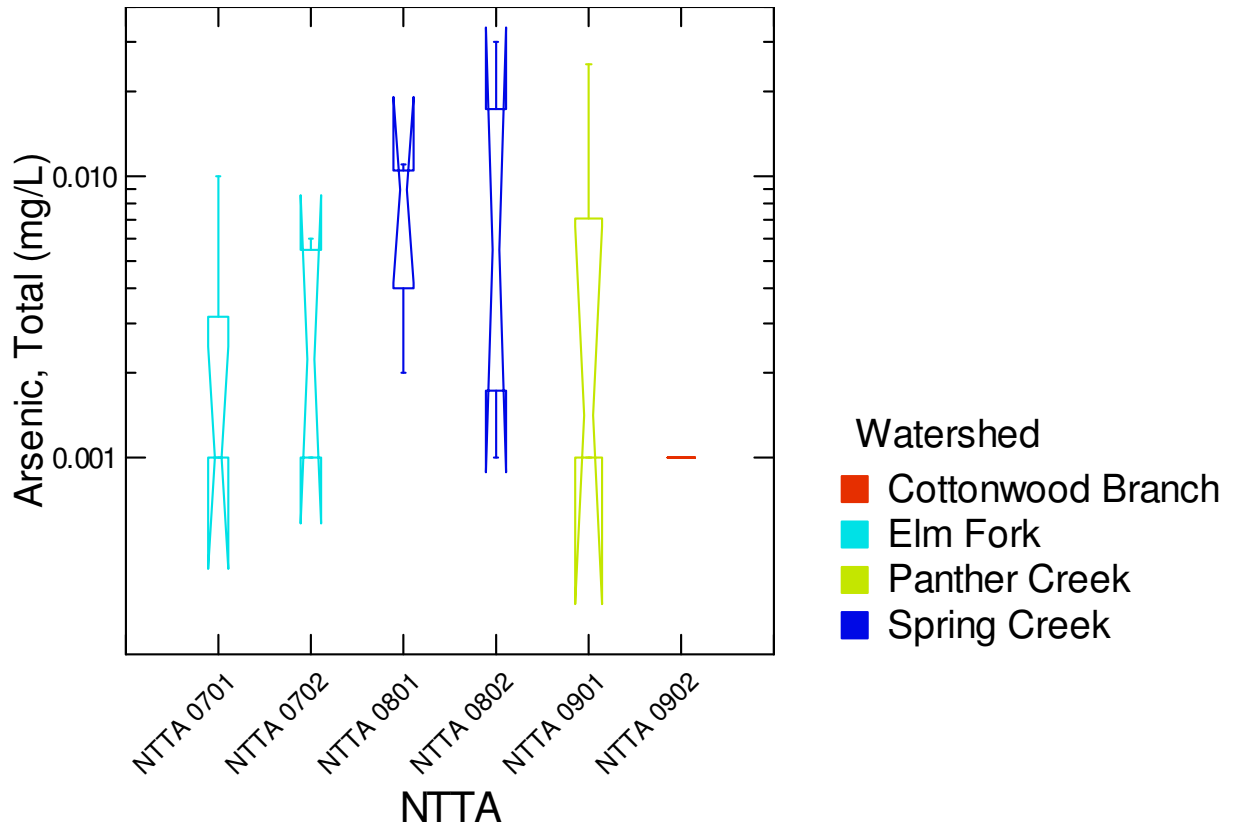 Arsenic, Total (mg/L)
0.010
0.001
NTTA 0701
NTTA 0702
NTTA 0801
NTTA 0802
NTTA 0901
NTTA 0902
NTTA
Watershed
Cottonwood Branch
Elm Fork
Panther Creek
Spring Creek